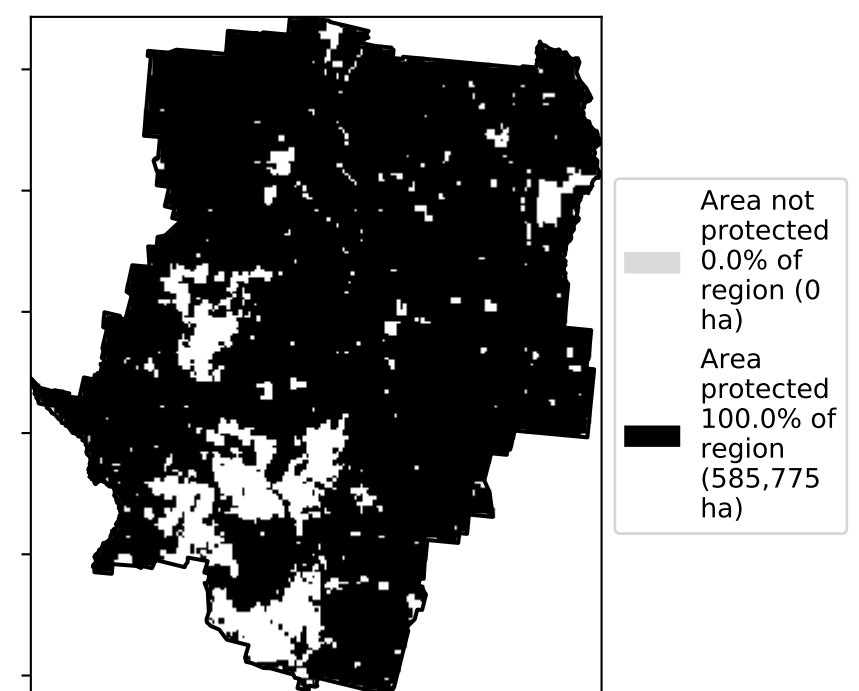 Area not
protected
0.0% of
region (0
ha)
Area
protected
100.0% of
region
(585,775
ha)